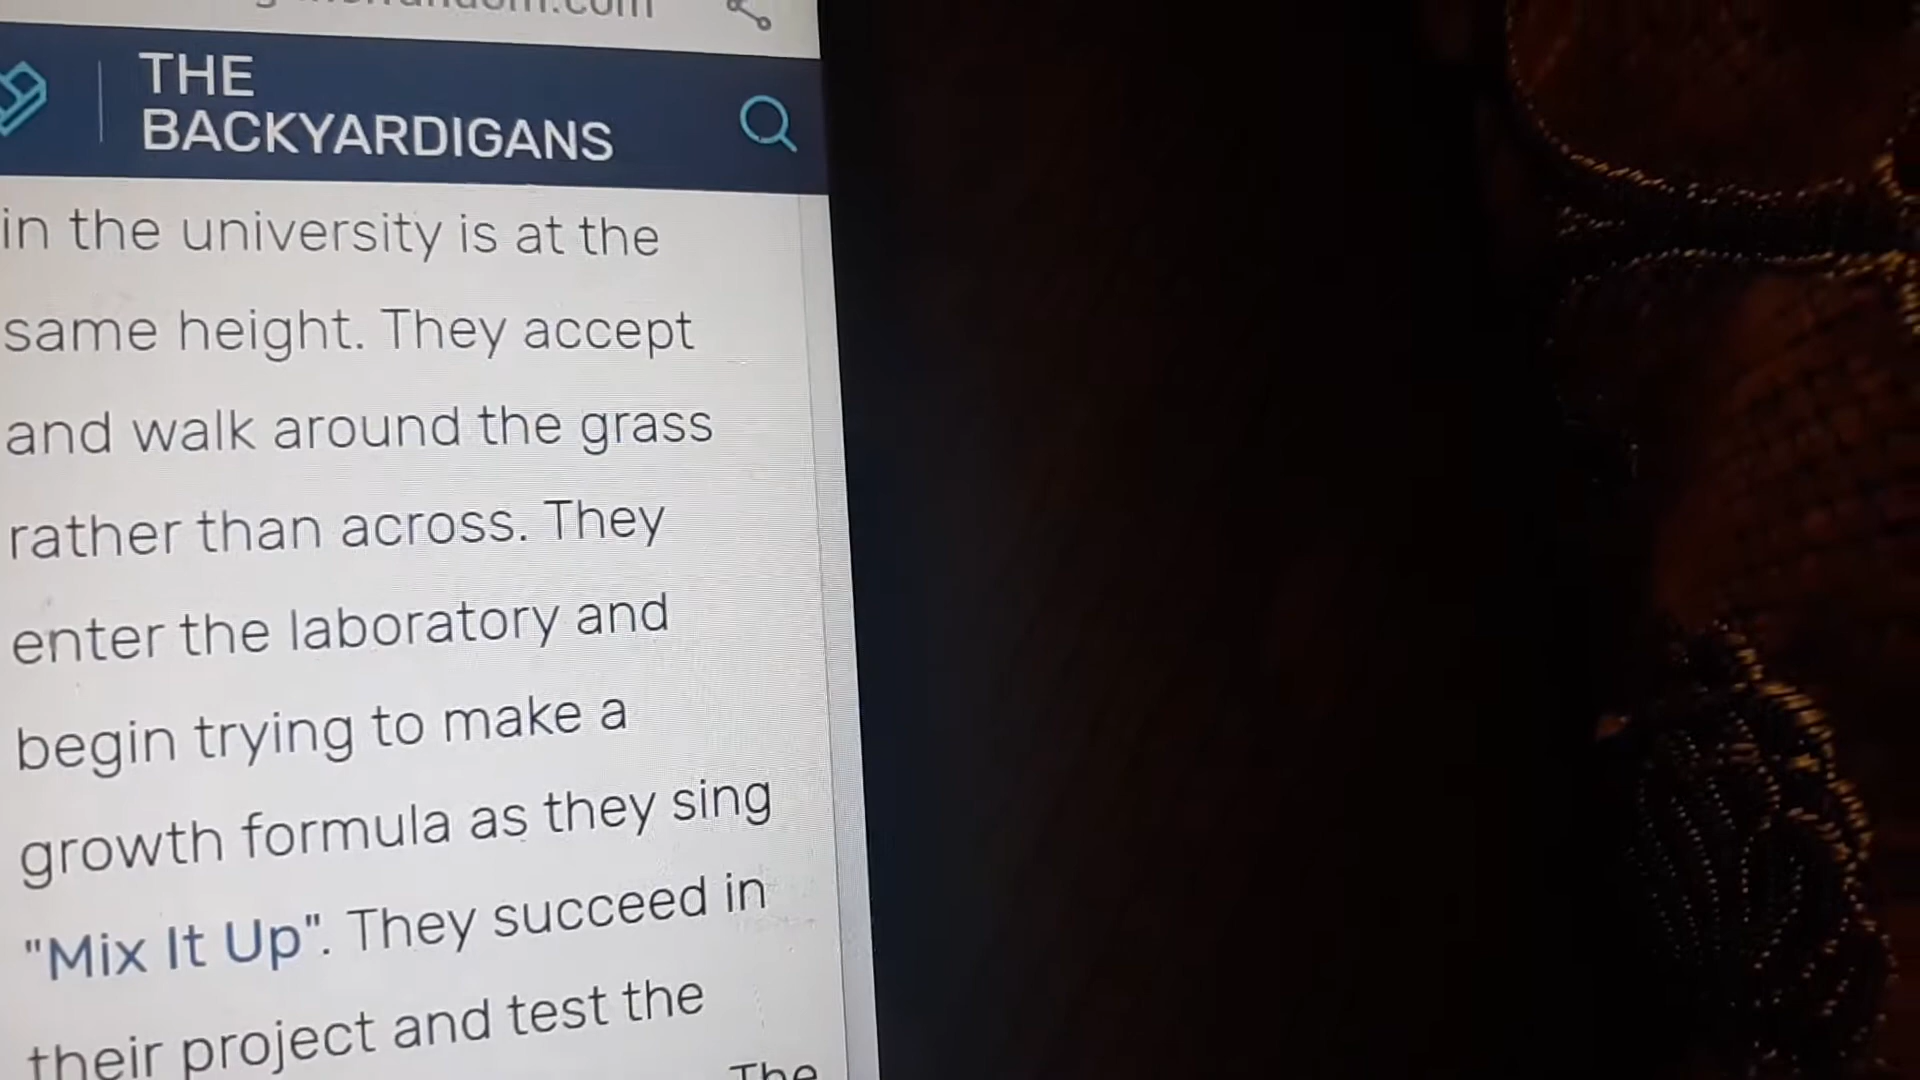 THE
BACKYARDIGANS
in the university is at the
same height. They accept
and walk around the grass
rather than across. They
enter the laboratory and
begin trying to make a
growth formula as they sing
"Mix It Up". They succeed in
their project and test the
The